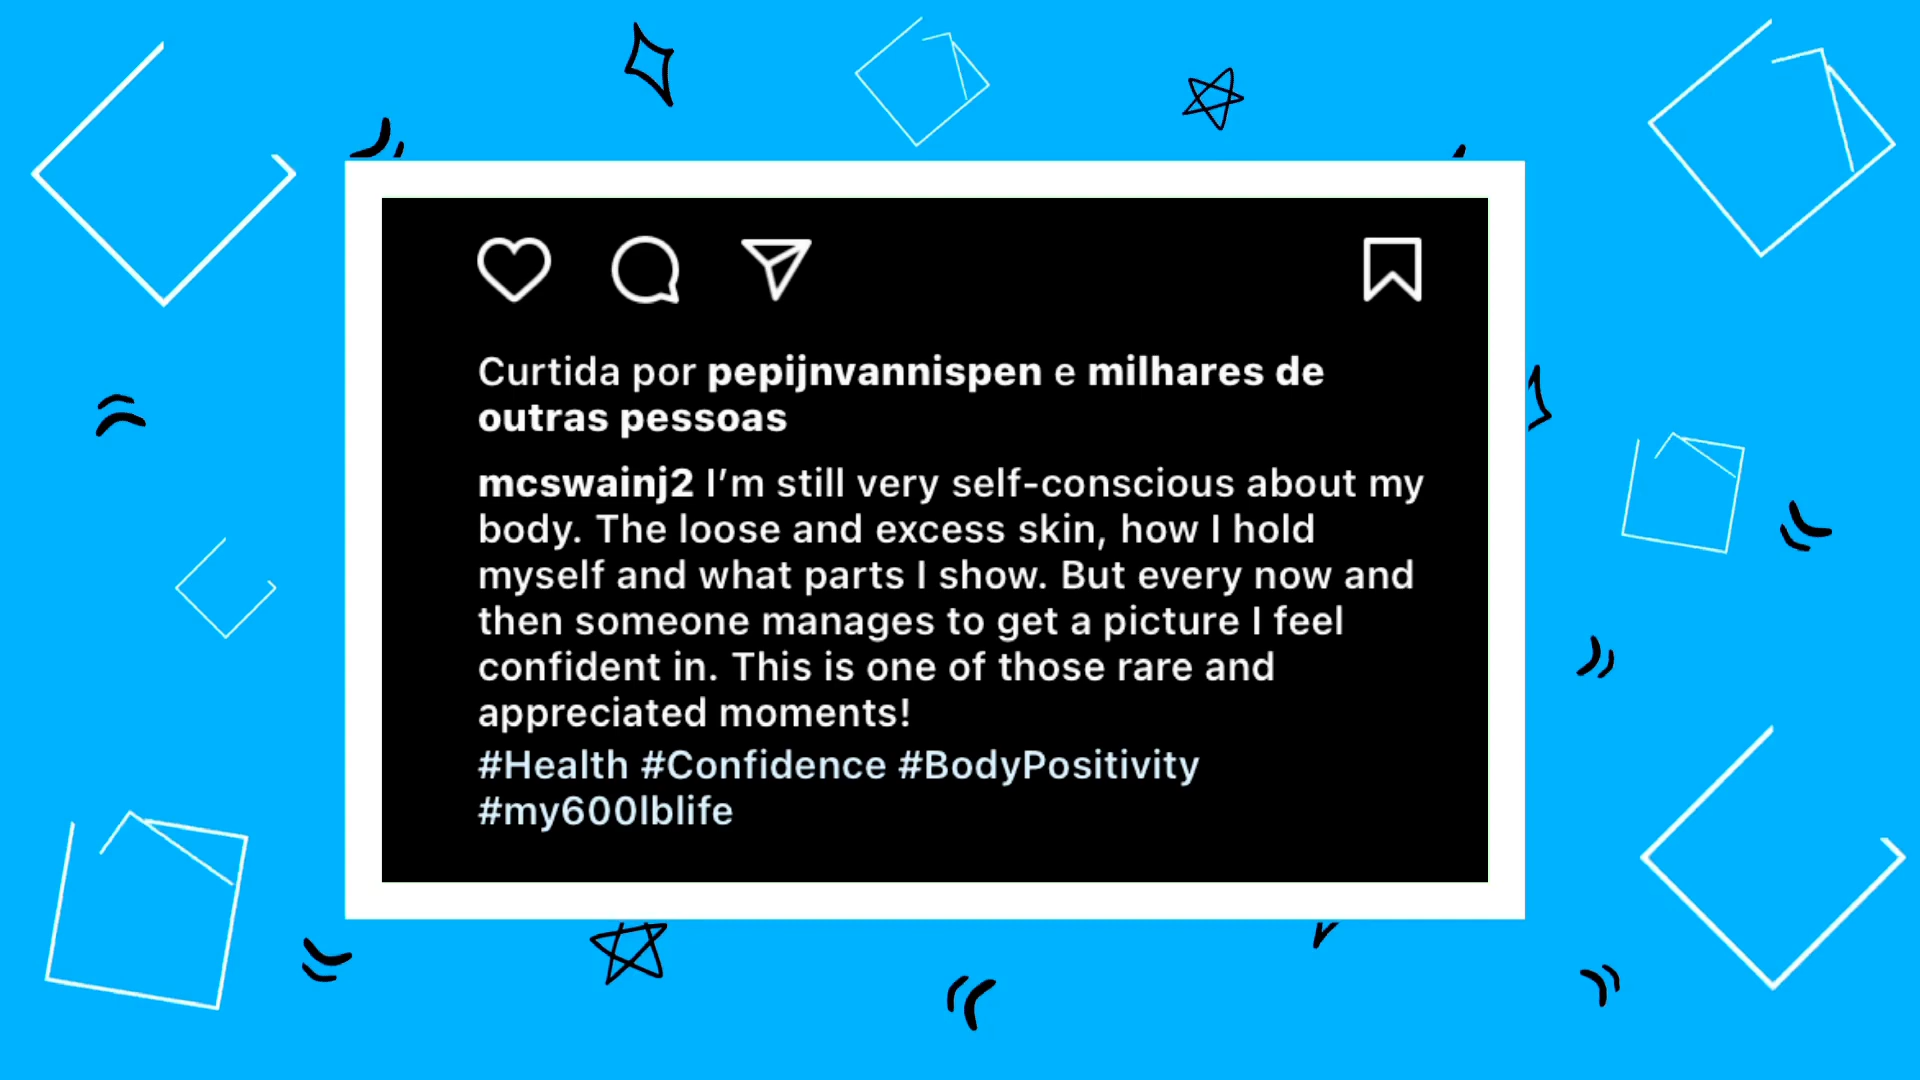 Curtida por pepijnvannispen e milhares de
outras pessoas
mcswainj2 I’m still very self-conscious about my
body. The loose and excess skin, how I hold
myself and what parts I show. But every now and
then someone manages to get a picture I feel
confident in. This is one of those rare and
appreciated moments!
#Health #Confidence #BodyPositivity
#my600lblife